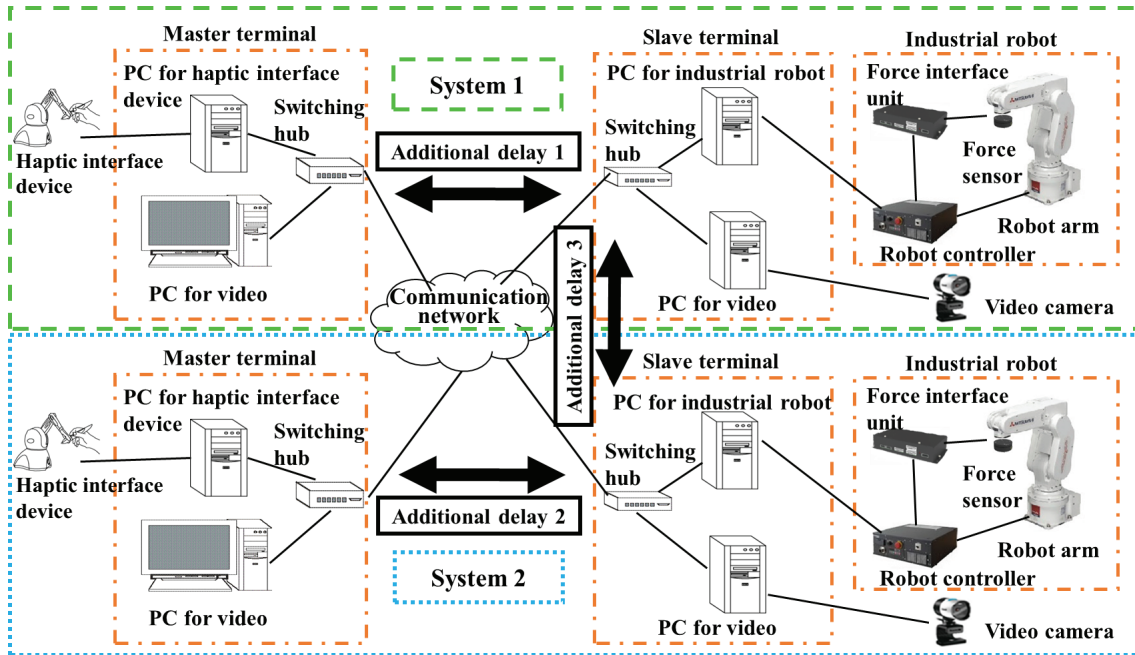 Master terminal
PC for haptic interface
device
Switching
hub
Haptic interface
device
PC for video
System 1
Additional delay 1
Slave terminal
PC for industrial robot
Switching
hub
PC for video
Industrial robot
Force interface
unit
MITSUBISHI
Force
sensor
Robot arm
Robot controller
Video camera
Communication
network
Additional delay 3
Master terminal
PC for haptic interface
device
Switching
hub
Haptic interface
device
PC for video
Additional delay 2
System 2
Slave terminal
PC for industrial robot
Switching
hub
PC for video
Industrial robot
Force interface
unit
MITSUBISHI
Force
sensor
Robot arm
Robot controller
Video camera